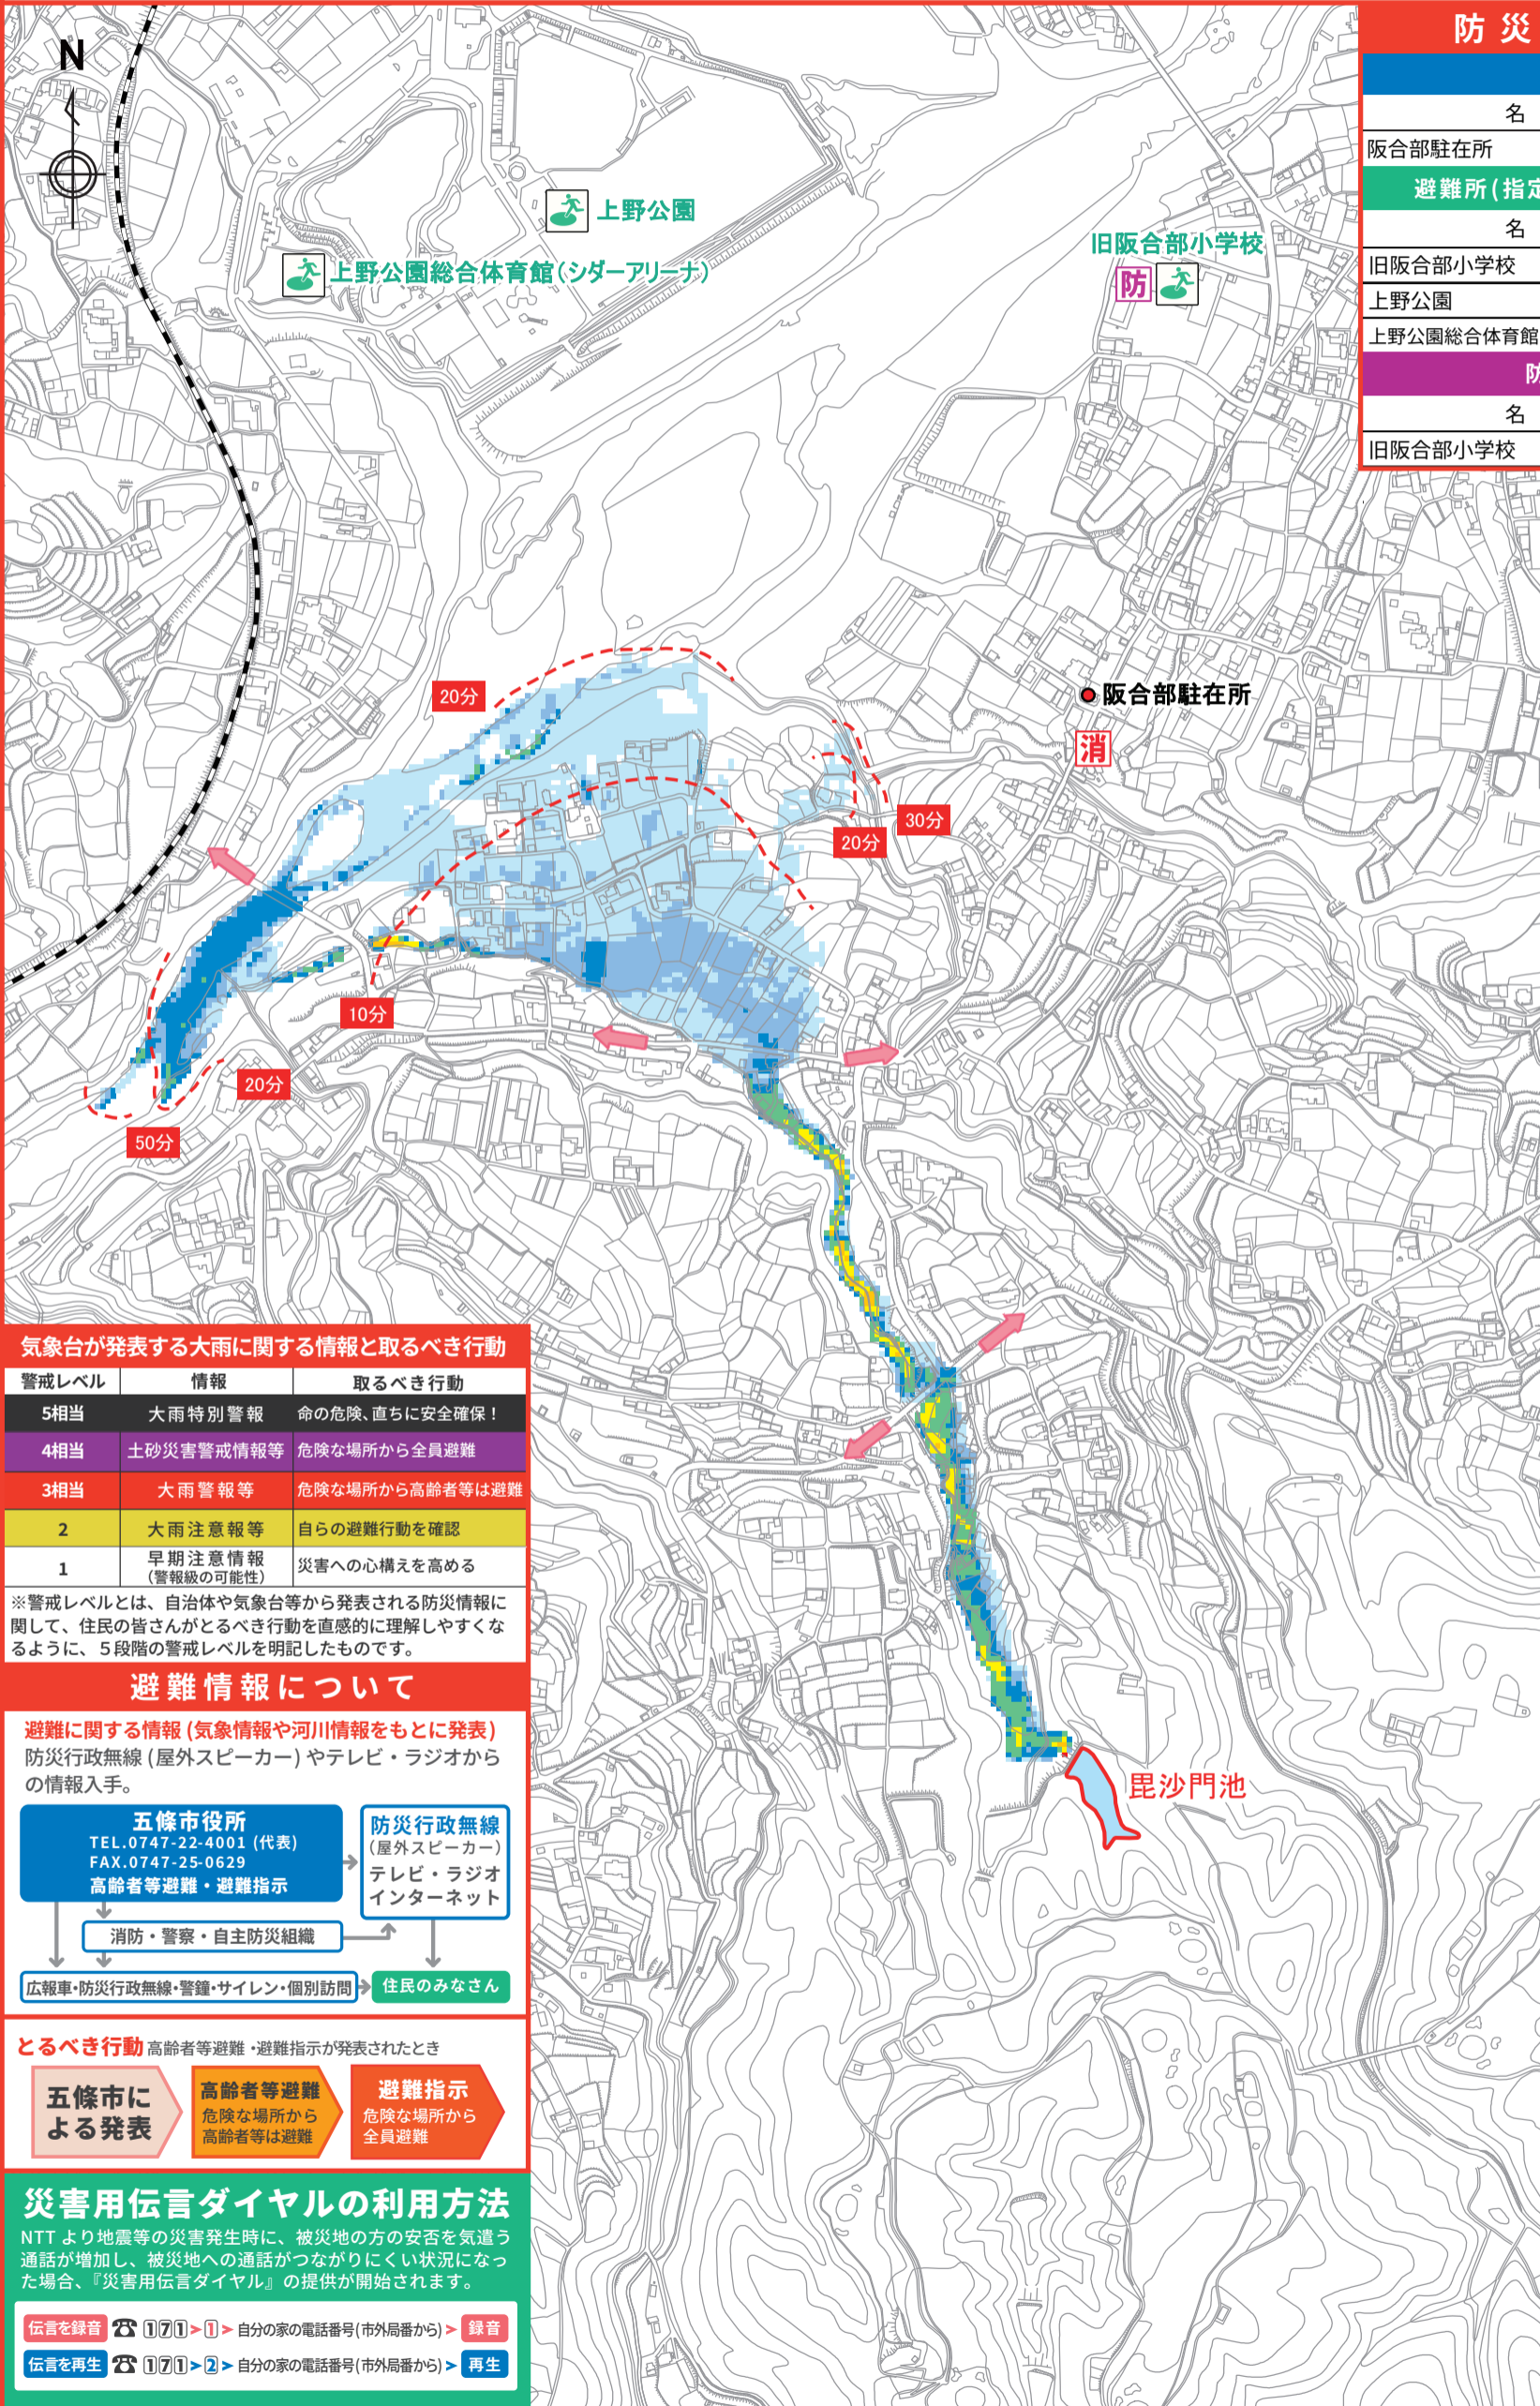 N
上野公園
上野公園総合体育館(シダーアリーナ)
旧阪合部小学校
防
防災
名
阪合部駐在所
避難所(指定
名
旧阪合部小学校
上野公園
上野公園総合体育館
防
名
旧阪合部小学校
20分
阪合部駐在所
消
30分
20分
10分
20分
50分
毘沙門池
気象台が発表する大雨に関する情報と取るべき行動
警戒レベル 情報 取るべき行動
5相当 大雨特別警報 命の危険、直ちに安全確保！
4相当 土砂災害警戒情報等 危険な場所から全員避難
3相当 大雨警報等 危険な場所から高齢者等は避難
2 大雨注意報等 自らの避難行動を確認
1 早期注意情報 災害への心構えを高める
(警報級の可能性)
※警戒レベルとは、自治体や気象台等から発表される防災情報に
関して、住民の皆さんがとるべき行動を直感的に理解しやすくな
るように、５段階の警戒レベルを明記したものです。
避難情報について
避難に関する情報(気象情報や河川情報をもとに発表)
防災行政無線(屋外スピーカー)やテレビ・ラジオから
の情報入手。
五條市役所
TEL.0747-22-4001 (代表)
FAX.0747-25-0629
高齢者等避難・避難指示
防災行政無線
(屋外スピーカー)
テレビ・ラジオ
インターネット
消防・警察・自主防災組織
広報車・防災行政無線・警鐘・サイレン・個別訪問
住民のみなさん
とるべき行動 高齢者等避難・避難指示が発表されたとき
五條市に
よる発表
高齢者等避難
危険な場所から
高齢者等は避難
避難指示
危険な場所から
全員避難
災害用伝言ダイヤルの利用方法
NTTより地震等の災害発生時に、被災地の方の安否を気遣う
通話が増加し、被災地への通話がつながりにくい状況になっ
た場合、『災害用伝言ダイヤル』の提供が開始されます。
伝言を録音 ☎ 171 > 1 > 自分の家の電話番号(市外局番から) > 録音
伝言を再生 ☎ 171 > 2 > 自分の家の電話番号(市外局番から) > 再生